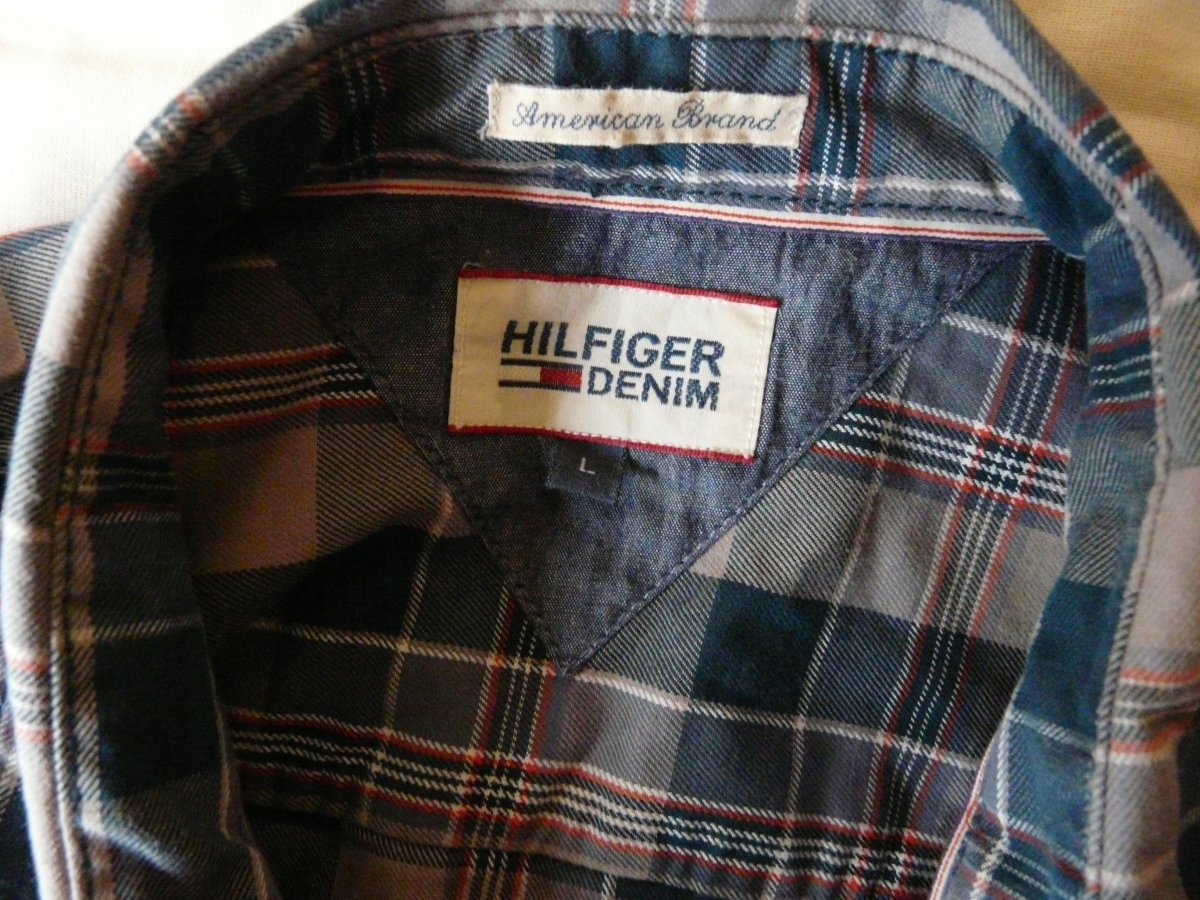 American Brand
HILFIGER
DENIM
L